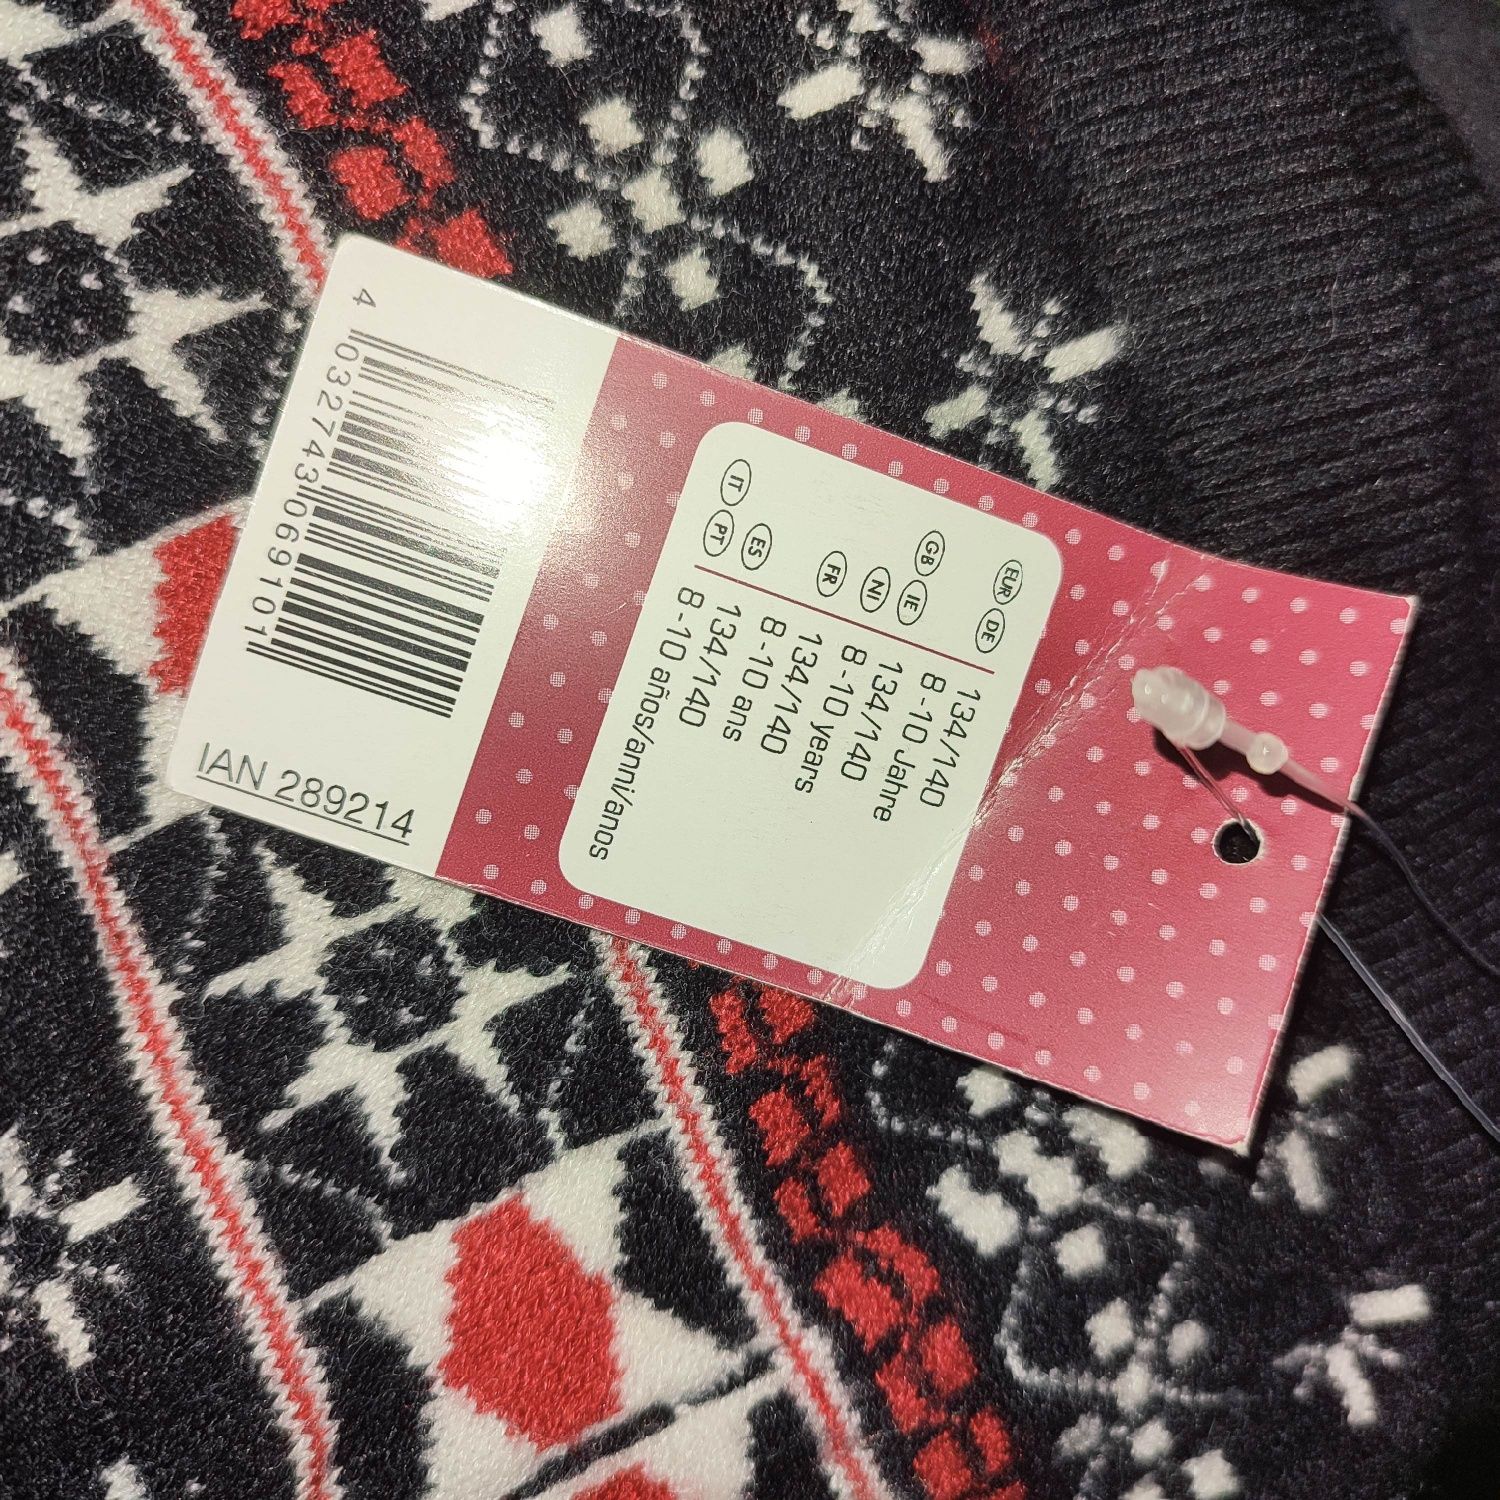 EUR DE 134/140
8-10 Jahre
GB IE 134/140
NI 8-10 years
FR 134/140
8-10 ans
ES 134/140
IT PT 8-10 años/anni/anos
4 032743 069101
IAN 289214